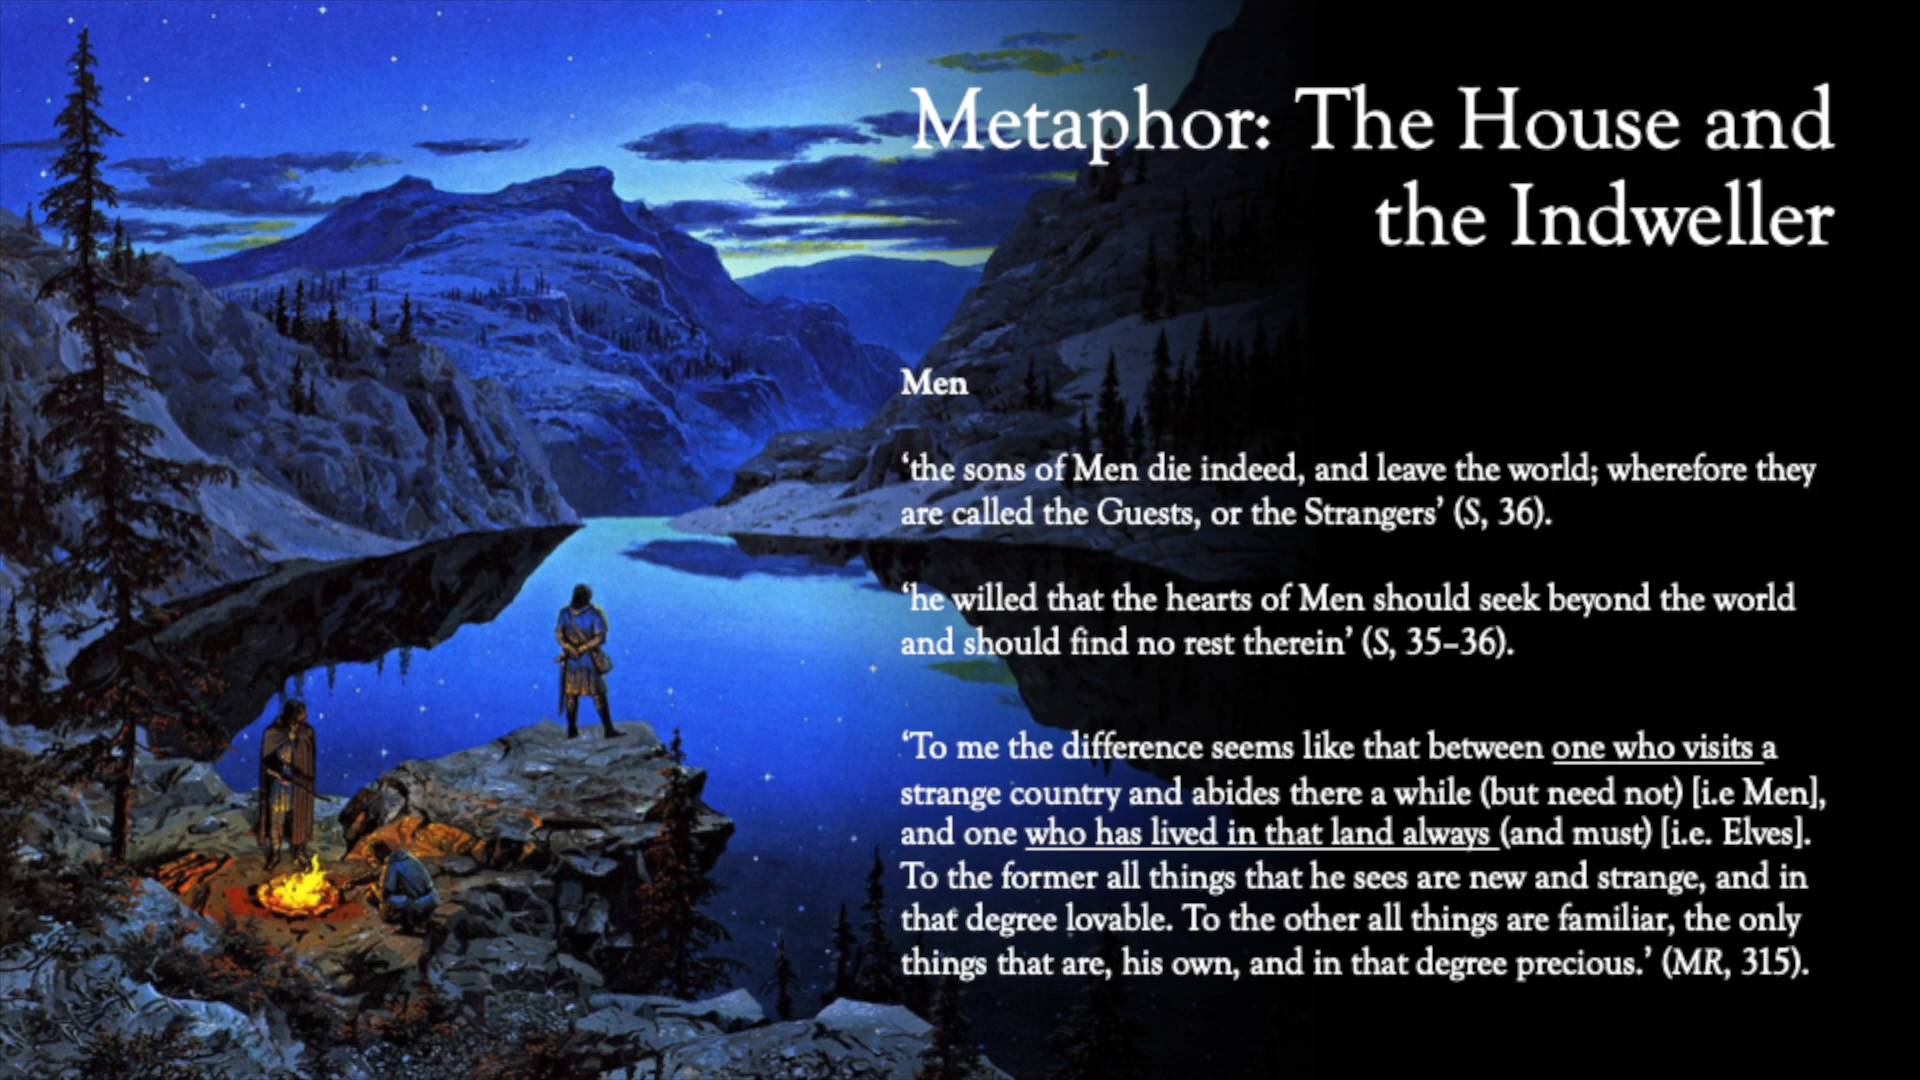 Metaphor: The House and
the Indweller
Men
‘the sons of Men die indeed, and leave the world; wherefore they
are called the Guests, or the Strangers’ (S, 36).
‘he willed that the hearts of Men should seek beyond the world
and should find no rest therein’ (S, 35–36).
‘To me the difference seems like that between one who visits a
strange country and abides there a while (but need not) [i.e Men],
and one who has lived in that land always (and must) [i.e. Elves].
To the former all things that he sees are new and strange, and in
that degree lovable. To the other all things are familiar, the only
things that are, his own, and in that degree precious.’ (MR, 315).